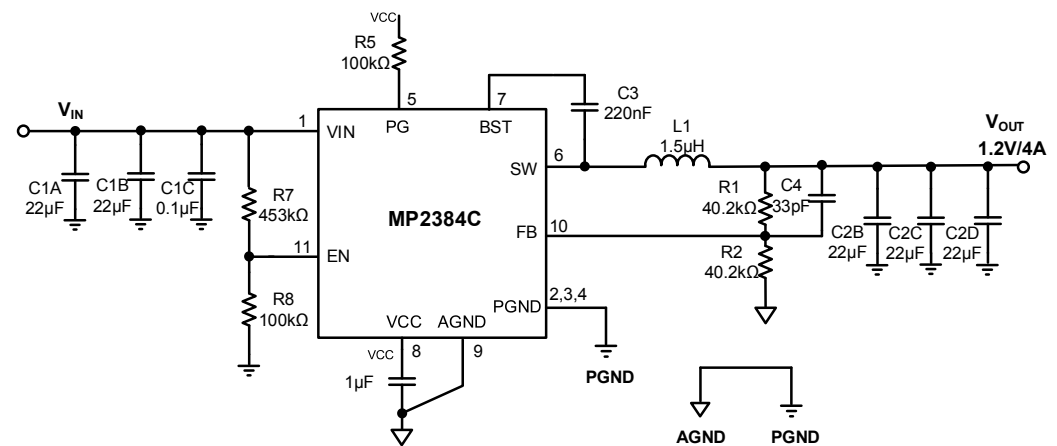 VCC
R5
100kΩ
5
7
C3
220nF
VIN
1
VIN
PG
BST
L1
1.5µH
VOUT
1.2V/4A
6
SW
C1A
22µF
C1B
22µF
C1C
0.1µF
R7
453kΩ
MP2384C
R1
40.2kΩ
C4
33pF
FB
10
C2B
22µF
C2C
22µF
C2D
22µF
11
EN
R2
40.2kΩ
R8
100kΩ
PGND
2,3,4
VCC
AGND
VCC
8
9
1µF
PGND
AGND
PGND